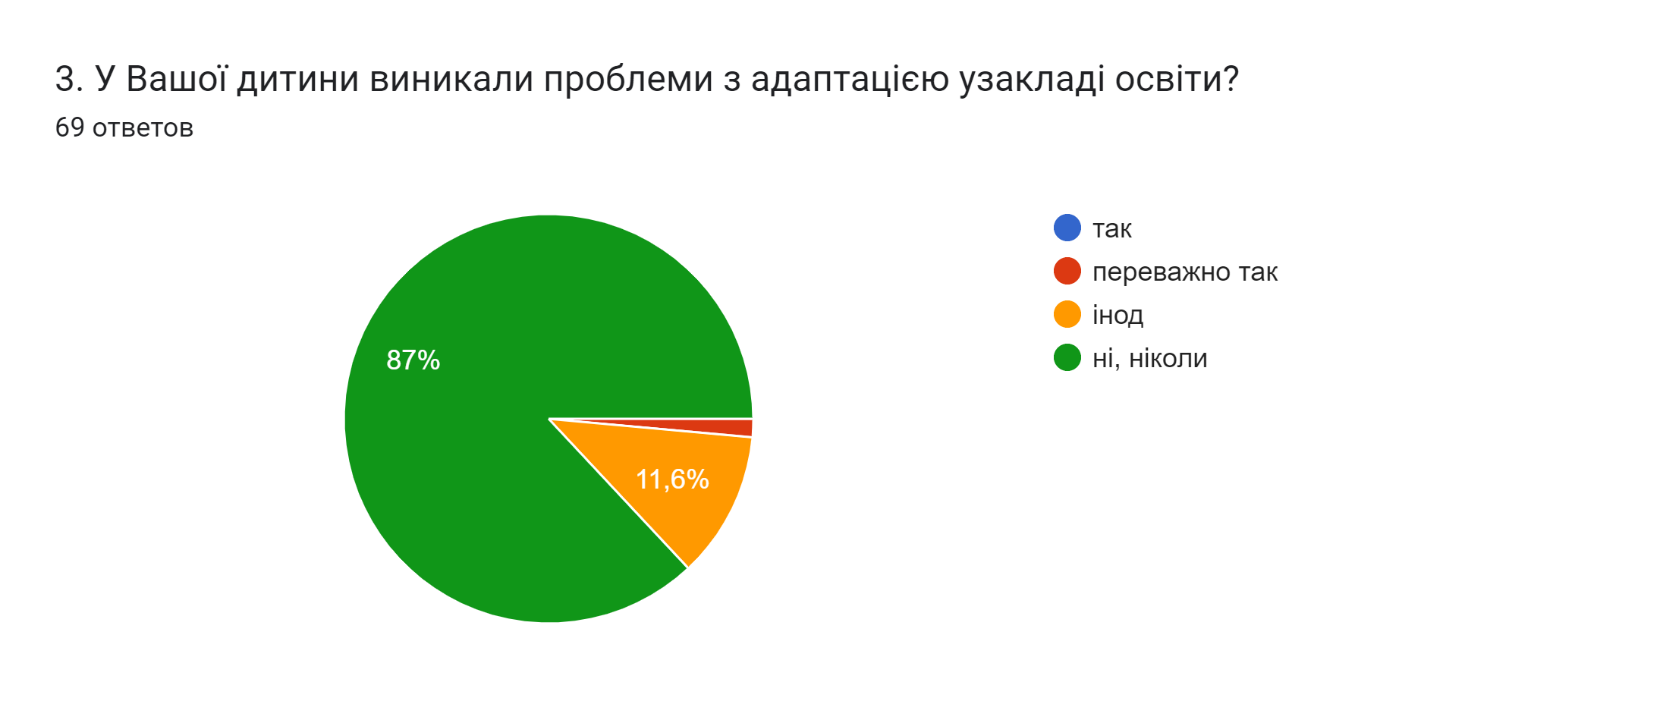 3. У Вашої дитини виникали проблеми з адаптацією узакладі освіти?
69 ответов
так
переважно так
інод
ні, ніколи
87%
11,6%